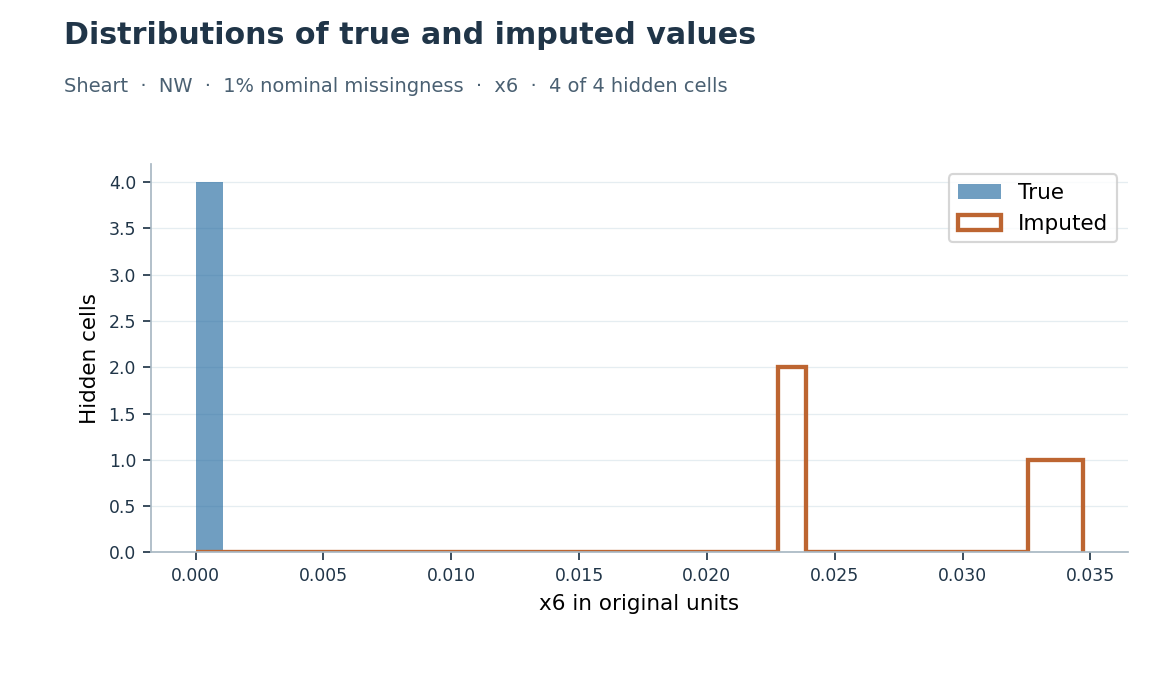 Distributions of true and imputed values
Sheart · NW · 1% nominal missingness · x6 · 4 of 4 hidden cells
True
Imputed
Hidden cells
4.0
3.5
3.0
2.5
2.0
1.5
1.0
0.5
0.0
0.000 0.005 0.010 0.015 0.020 0.025 0.030 0.035
x6 in original units